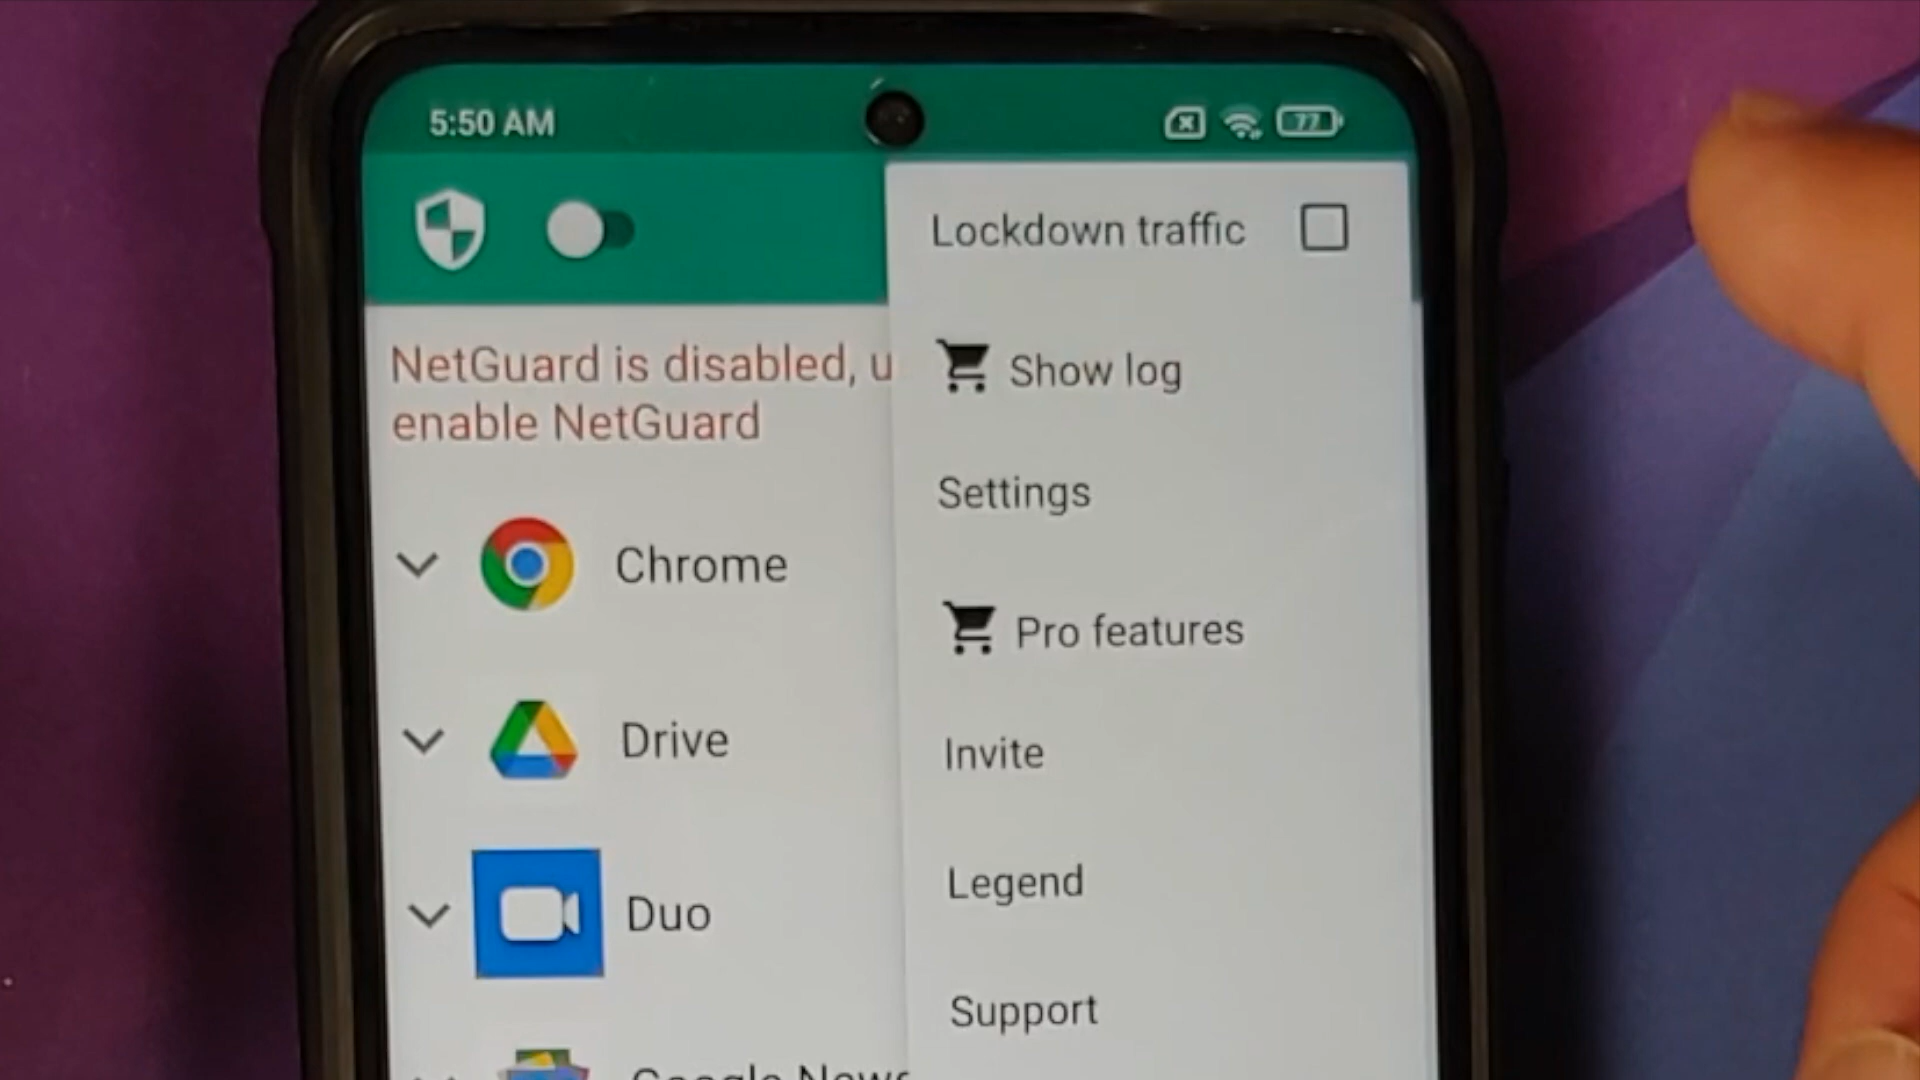 5:50 AM
77
Lockdown traffic
NetGuard is disabled, u
enable NetGuard
Show log
Settings
Chrome
Pro features
Drive
Invite
Legend
Duo
Support
Google News